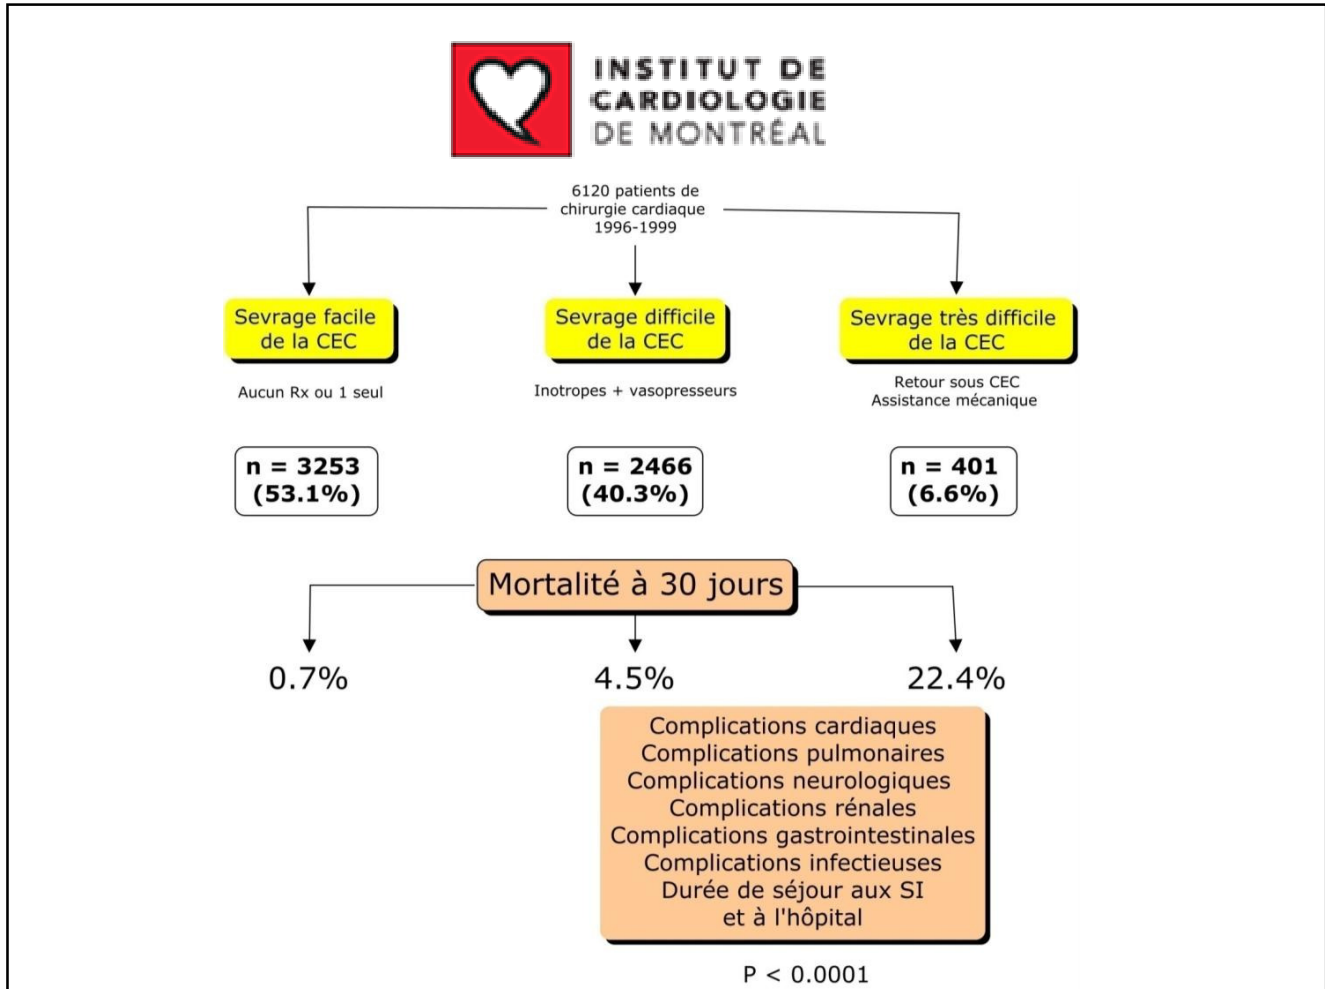 INSTITUT DE
CARDIOLOGIE
DE MONTRÉAL
6120 patients de
chirurgie cardiaque
1996-1999
Sevrage facile
de la CEC
Sevrage difficile
de la CEC
Sevrage très difficile
de la CEC
Aucun Rx ou 1 seul
Inotropes + vasopresseurs
Retour sous CEC
Assistance mécanique
n = 3253
(53.1%)
n = 2466
(40.3%)
n = 401
(6.6%)
Mortalité à 30 jours
0.7%
4.5%
22.4%
Complications cardiaques
Complications pulmonaires
Complications neurologiques
Complications rénales
Complications gastrointestinales
Complications infectieuses
Durée de séjour aux SI
et à l'hôpital
P < 0.0001